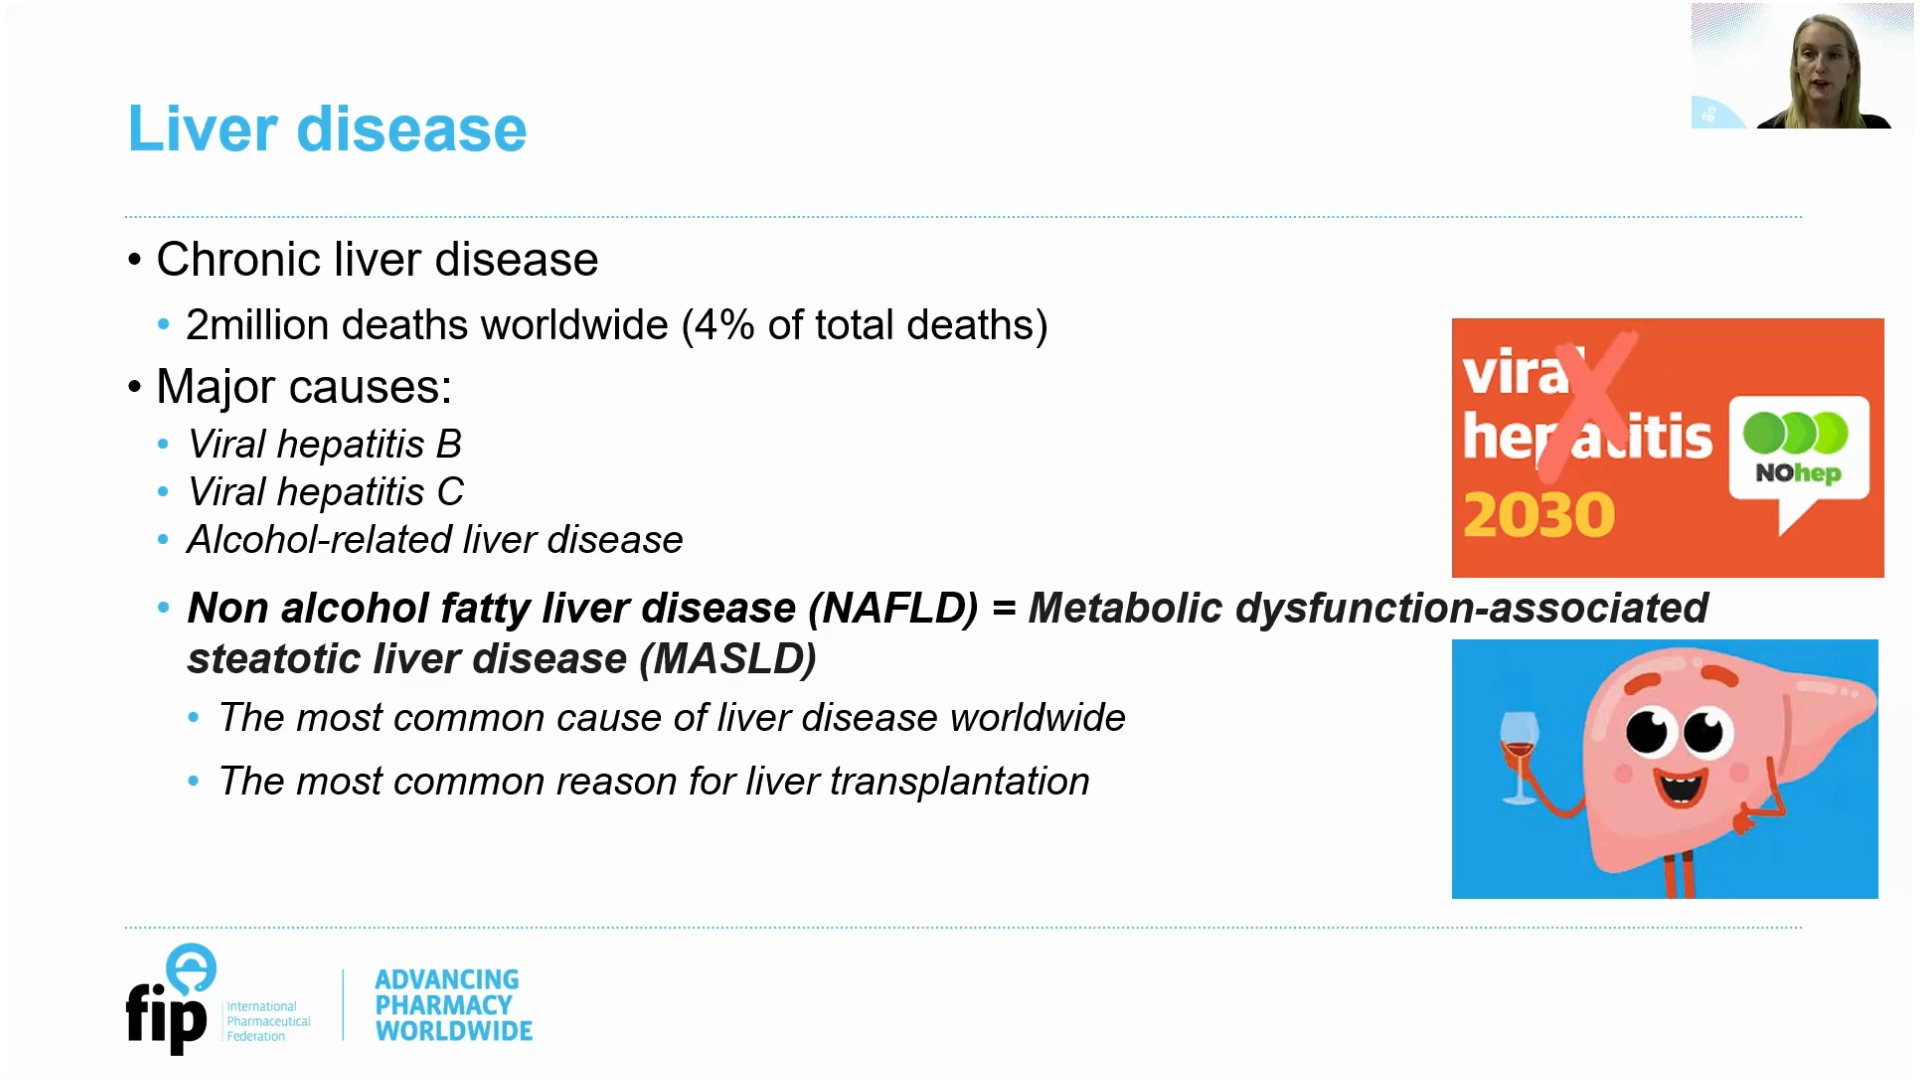 Liver disease
• Chronic liver disease
• 2million deaths worldwide (4% of total deaths)
• Major causes:
• Viral hepatitis B
• Viral hepatitis C
• Alcohol-related liver disease
• Non alcohol fatty liver disease (NAFLD) = Metabolic dysfunction-associated
steatotic liver disease (MASLD)
• The most common cause of liver disease worldwide
• The most common reason for liver transplantation
viral
hepatitis
2030
NOhep
fip
International
Pharmaceutical
Federation
ADVANCING
PHARMACY
WORLDWIDE
fip